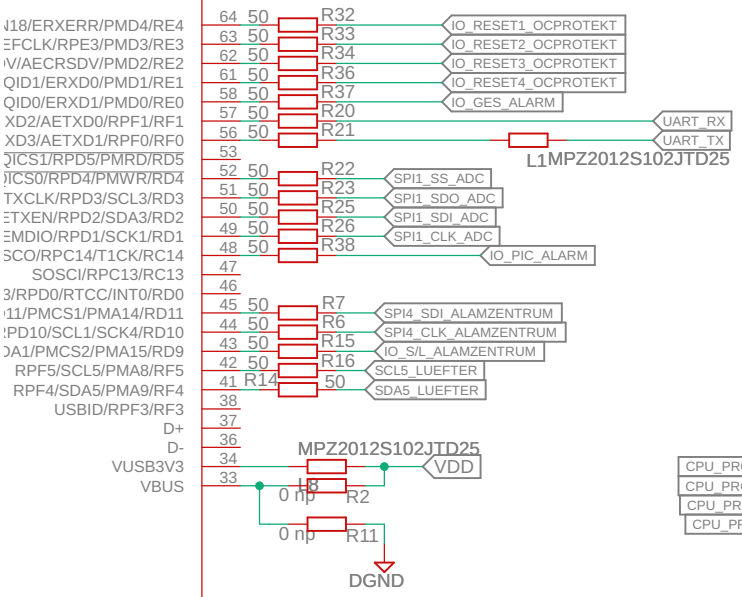 N18/ERXERR/PMD4/RE4 64 50 R32 IO_RESET1_OCPROTEKT
EFCLK/RPE3/PMD3/RE3 63 50 R33 IO_RESET2_OCPROTEKT
V/AECRSDV/PMD2/RE2 62 50 R34 IO_RESET3_OCPROTEKT
QID1/ERXD0/PMD1/RE1 61 50 R36 IO_RESET4_OCPROTEKT
QID0/ERXD1/PMD0/RE0 58 50 R37 IO_GES_ALARM
XD2/AETXD0/RPF1/RF1 57 50 R20 UART_RX
XD3/AETXD1/RPF0/RF0 56 50 R21 UART_TX
L1 MPZ2012S102JTD25
QICS1/RPD5/PMRD/RD5 53
QICS0/RPD4/PMWR/RD4 52 50 R22 SPI1_SS_ADC
TXCLK/RPD3/SCL3/RD3 51 50 R23 SPI1_SDO_ADC
ETXEN/RPD2/SDA3/RD2 50 50 R25 SPI1_SDI_ADC
EMDIO/RPD1/SCK1/RD1 49 50 R26 SPI1_CLK_ADC
SCO/RPC14/T1CK/RC14 48 50 R38 IO_PIC_ALARM
SOSCI/RPC13/RC13 47
3/RPD0/RTCC/INT0/RD0 46
11/PMCS1/PMA14/RD11 45 50 R7 SPI4_SDI_ALAMZENTRUM
RPD10/SCL1/SCK4/RD10 44 50 R6 SPI4_CLK_ALAMZENTRUM
DA1/PMCS2/PMA15/RD9 43 50 R15 IO_S/L_ALAMZENTRUM
RPF5/SCL5/PMA8/RF5 42 50 R16 SCL5_LUEFTER
RPF4/SDA5/PMA9/RF4 41 R14 50 SDA5_LUEFTER
USBID/RPF3/RF3 38
D+ 37
D- 36
MPZ2012S102JTD25
VUSB3V3 34 VDD
L8
VBUS 33 0 np R2
0 np R11
DGND
CPU_PR
CPU_PR
CPU_PR
CPU_PR